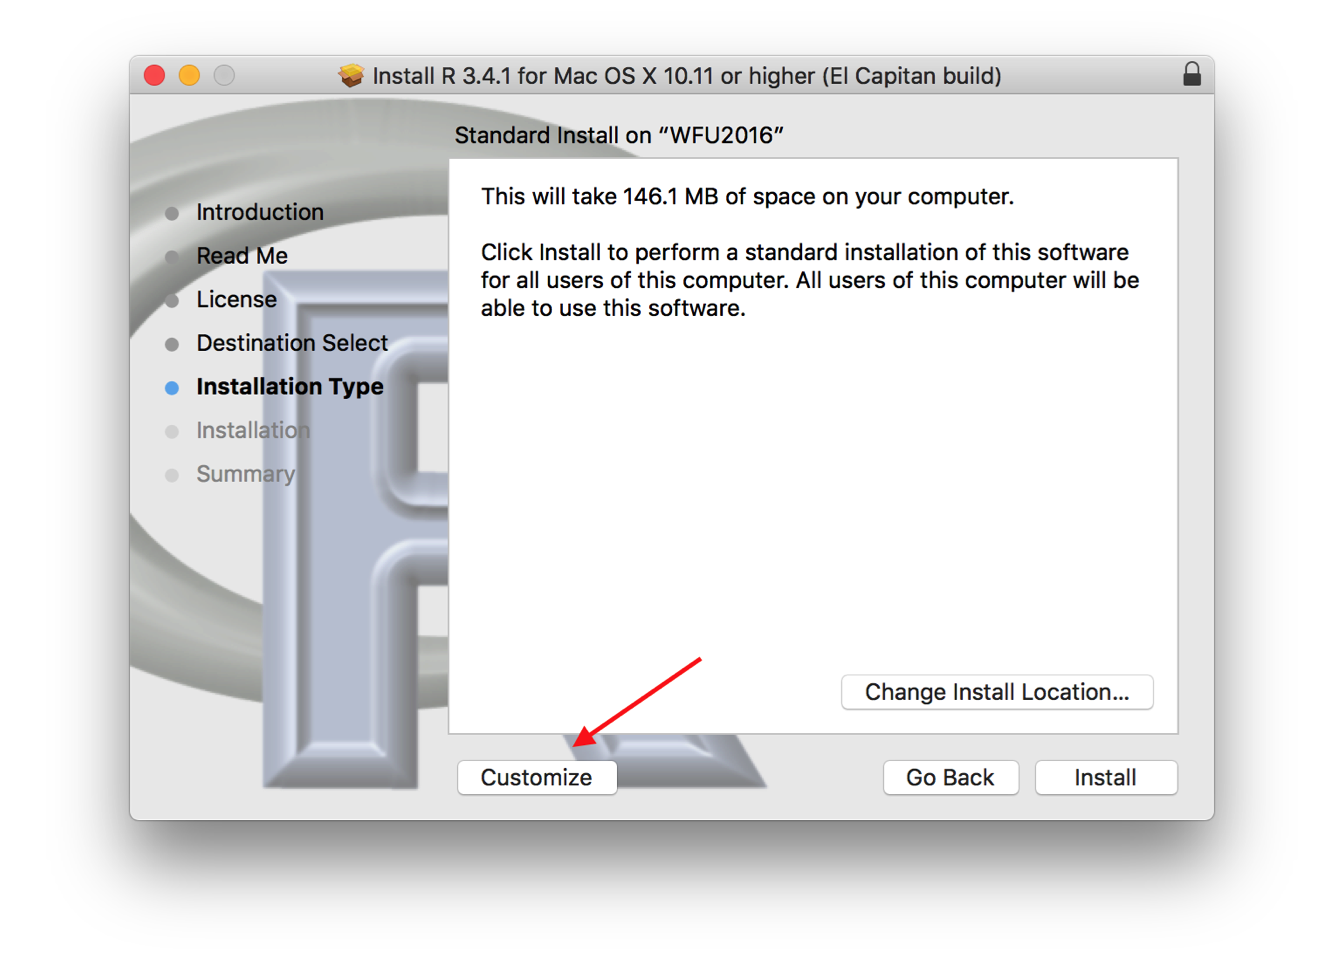 Install R 3.4.1 for Mac OS X 10.11 or higher (El Capitan build)
Standard Install on “WFU2016”
Introduction
Read Me
License
Destination Select
Installation Type
Installation
Summary
This will take 146.1 MB of space on your computer.
Click Install to perform a standard installation of this software
for all users of this computer. All users of this computer will be
able to use this software.
Change Install Location...
Customize
Go Back
Install